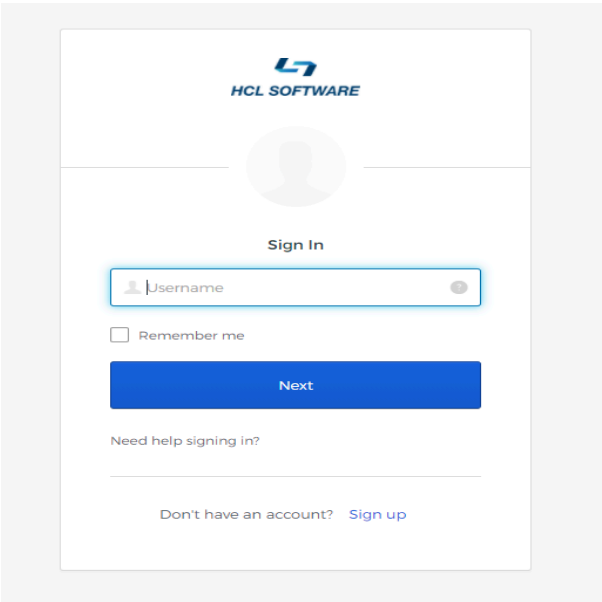 HCL SOFTWARE
Sign In
Username
Remember me
Next
Need help signing in?
Don't have an account? Sign up